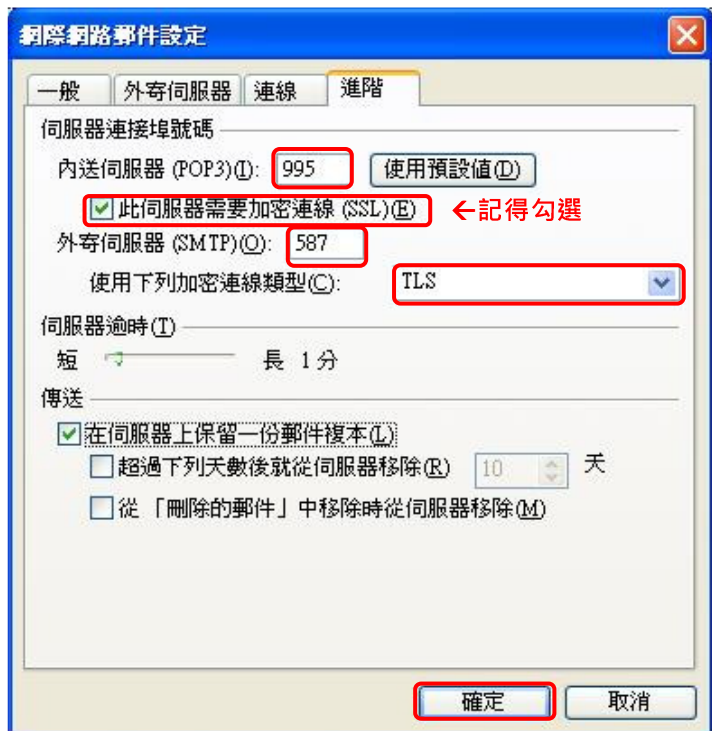 網際網路郵件設定
一般 外寄伺服器 連線 進階
伺服器連接埠號碼
內送伺服器 (POP3)(I): 995 使用預設值(D)
此伺服器需要加密連線 (SSL)(E) ←記得勾選
外寄伺服器 (SMTP)(O): 587
使用下列加密連線類型(C): TLS
伺服器逾時(T)
短 長 1分
傳送
在伺服器上保留一份郵件複本(L)
超過下列天數後就從伺服器移除(R) 10 天
從「刪除的郵件」中移除時從伺服器移除(M)
確定 取消